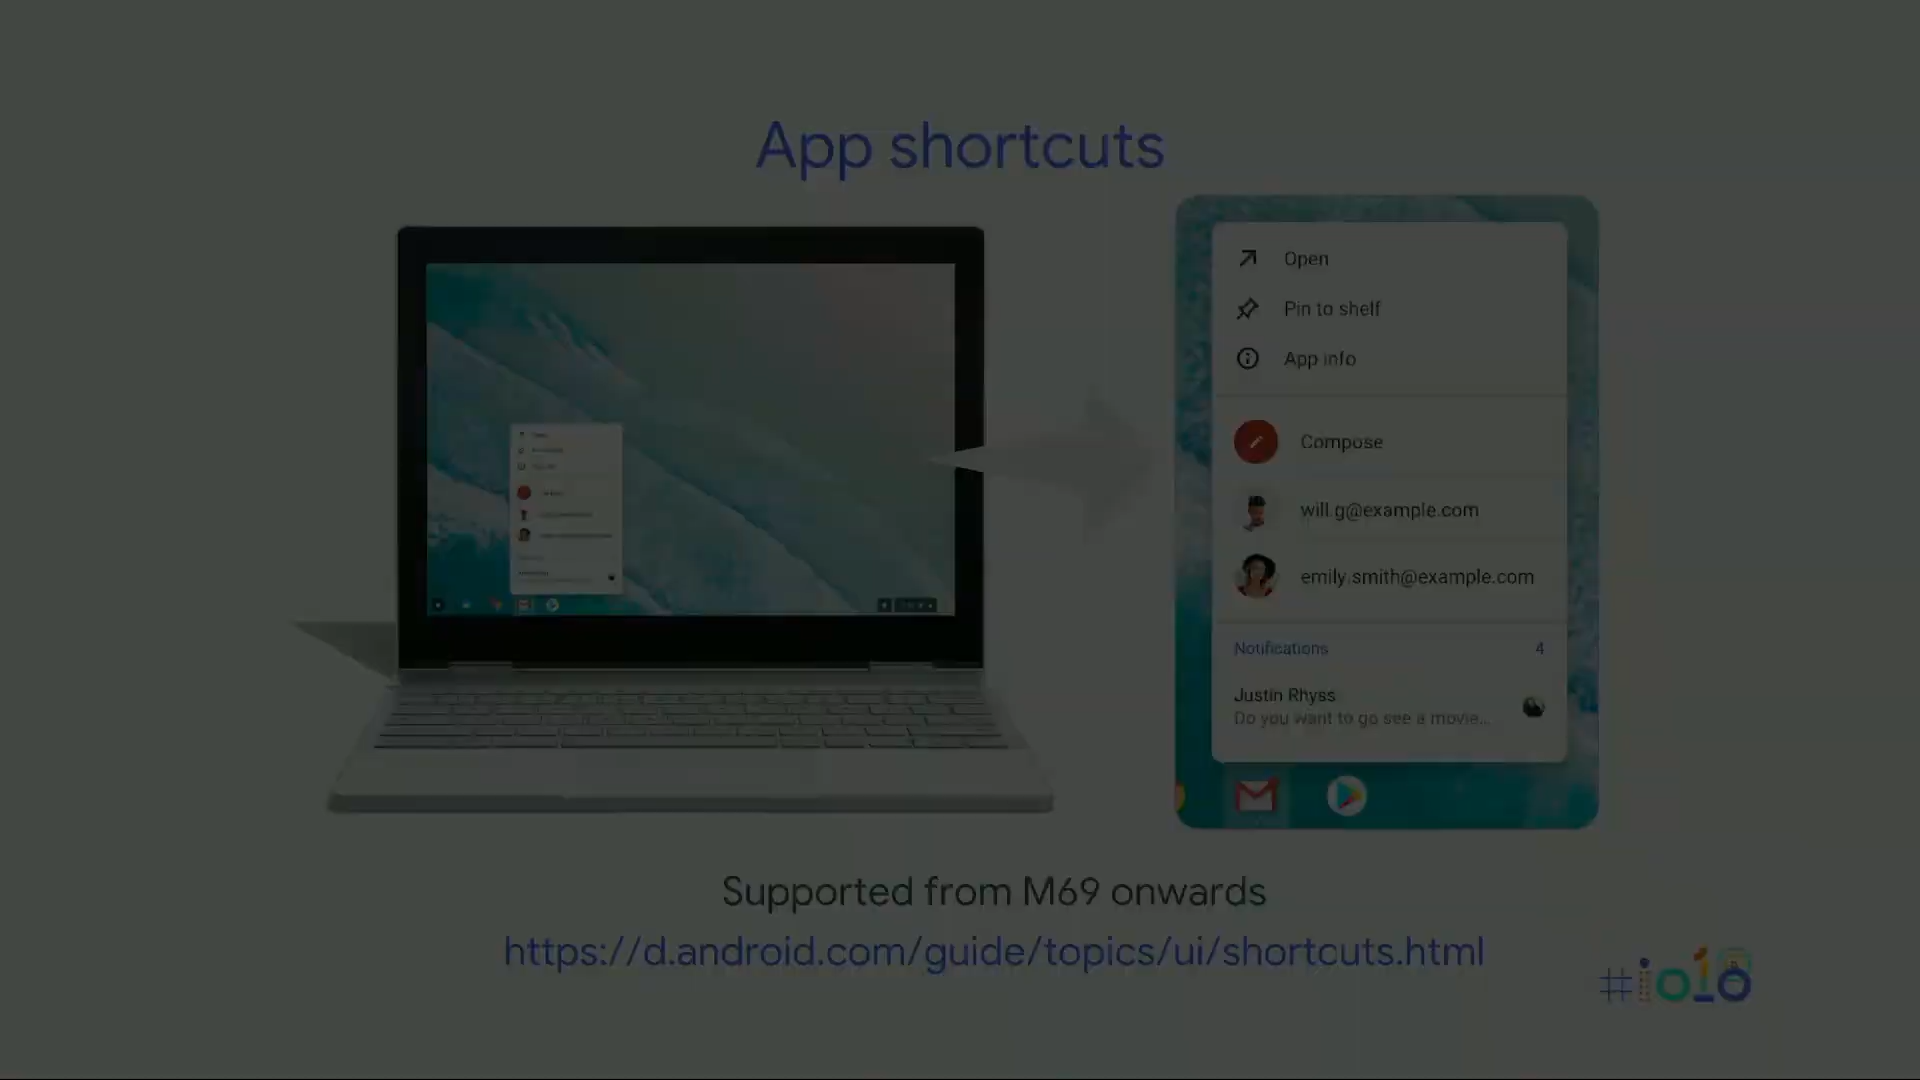 App shortcuts
Open
Pin to shelf
App info
Compose
will.g@example.com
emily.smith@example.com
Notifications 4
Justin Rhyss
Do you want to go see a movie...
Supported from M69 onwards
https://d.android.com/guide/topics/ui/shortcuts.html
#io18